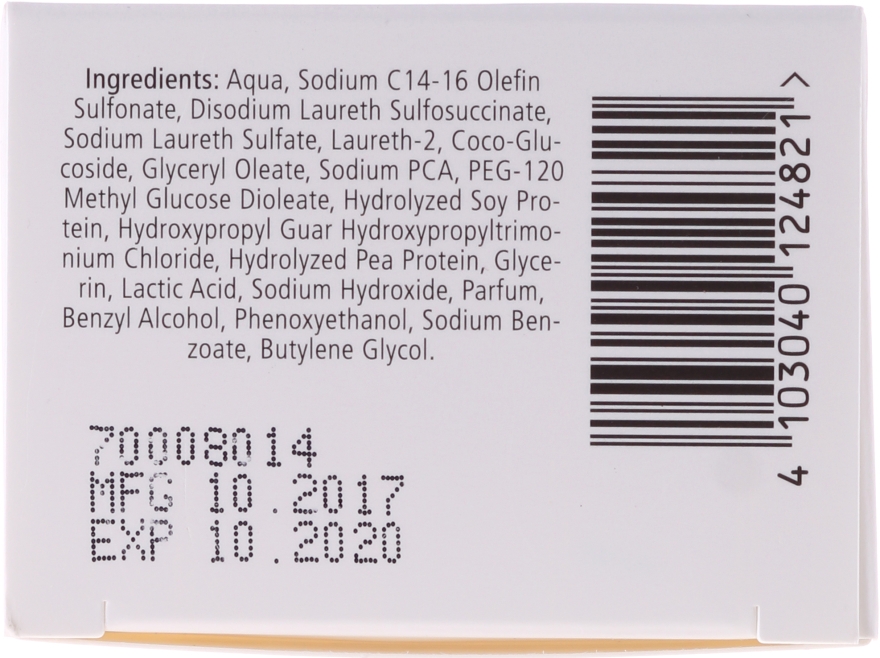 Ingredients: Aqua, Sodium C14-16 Olefin
Sulfonate, Disodium Laureth Sulfosuccinate,
Sodium Laureth Sulfate, Laureth-2, Coco-Glu-
coside, Glyceryl Oleate, Sodium PCA, PEG-120
Methyl Glucose Dioleate, Hydrolyzed Soy Pro-
tein, Hydroxypropyl Guar Hydroxypropyltrimo-
nium Chloride, Hydrolyzed Pea Protein, Glyce-
rin, Lactic Acid, Sodium Hydroxide, Parfum,
Benzyl Alcohol, Phenoxyethanol, Sodium Ben-
zoate, Butylene Glycol.
70008014
MFG 10.2017
EXP 10.2020
4 103040 124821 >